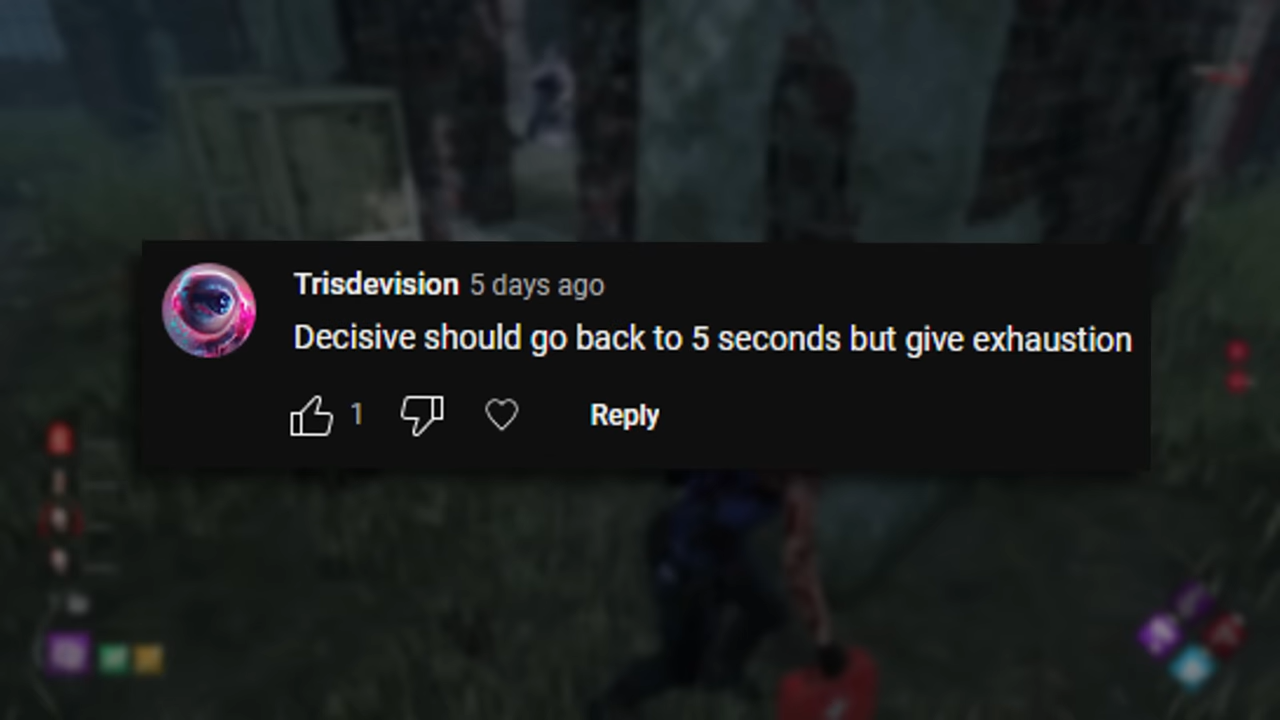 Trisdevision 5 days ago
Decisive should go back to 5 seconds but give exhaustion
1
Reply